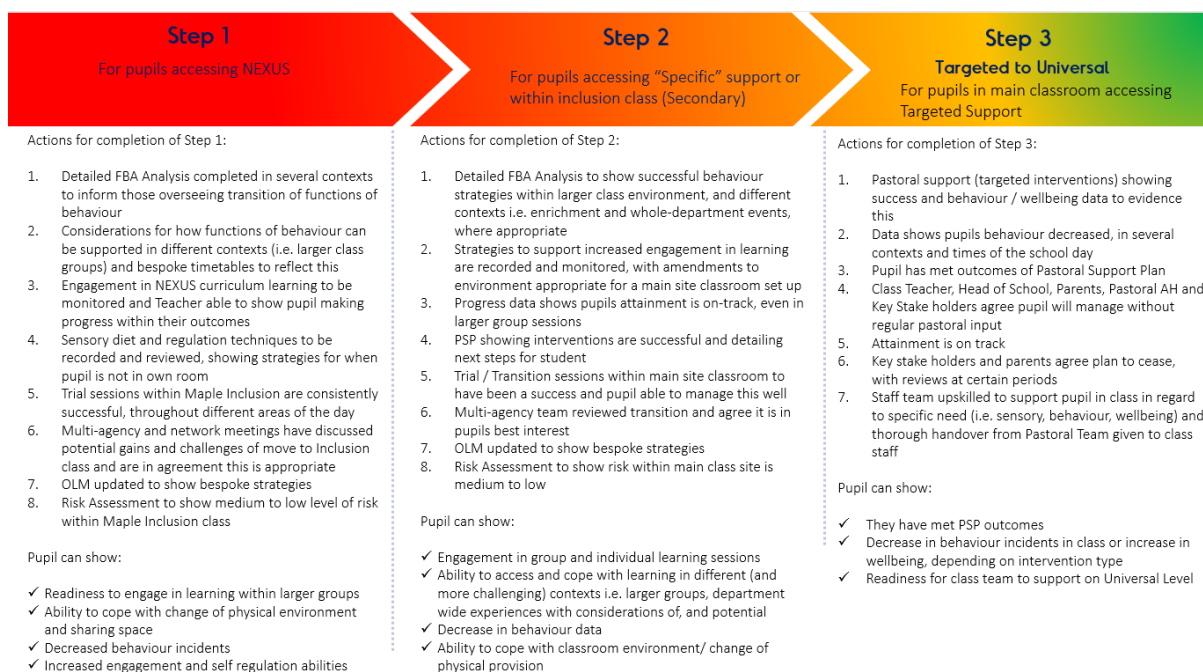 Step 1
For pupils accessing NEXUS
Actions for completion of Step 1:
1. Detailed FBA Analysis completed in several contexts
to inform those overseeing transition of functions of
behaviour
2. Considerations for how functions of behaviour can
be supported in different contexts (i.e. larger class
groups) and bespoke timetables to reflect this
3. Engagement in NEXUS curriculum learning to be
monitored and Teacher able to show pupil making
progress within their outcomes
4. Sensory diet and regulation techniques to be
recorded and reviewed, showing strategies for when
pupil is not in own room
5. Trial sessions within Maple Inclusion are consistently
successful, throughout different areas of the day
6. Multi-agency and network meetings have discussed
potential gains and challenges of move to Inclusion
class and are in agreement this is appropriate
7. OLM updated to show bespoke strategies
8. Risk Assessment to show medium to low level of risk
within Maple Inclusion class
Pupil can show:
✓ Readiness to engage in learning within larger groups
✓ Ability to cope with change of physical environment
and sharing space
✓ Decreased behaviour incidents
✓ Increased engagement and self regulation abilities
Step 2
For pupils accessing “Specific” support or
within inclusion class (Secondary)
Actions for completion of Step 2:
1. Detailed FBA Analysis to show successful behaviour
strategies within larger class environment, and different
contexts i.e. enrichment and whole-department events,
where appropriate
2. Strategies to support increased engagement in learning
are recorded and monitored, with amendments to
environment appropriate for a main site classroom set up
3. Progress data shows pupils attainment is on-track, even in
larger group sessions
4. PSP showing interventions are successful and detailing
next steps for student
5. Trial / Transition sessions within main site classroom to
have been a success and pupil able to manage this well
6. Multi-agency team reviewed transition and agree it is in
pupils best interest
7. OLM updated to show bespoke strategies
8. Risk Assessment to show risk within main class site is
medium to low
Pupil can show:
✓ Engagement in group and individual learning sessions
✓ Ability to access and cope with learning in different (and
more challenging) contexts i.e. larger groups, department
wide experiences with considerations of, and potential
✓ Decrease in behaviour data
✓ Ability to cope with classroom environment/ change of
physical provision
Step 3
Targeted to Universal
For pupils in main classroom accessing
Targeted Support
Actions for completion of Step 3:
1. Pastoral support (targeted interventions) showing
success and behaviour / wellbeing data to evidence
this
2. Data shows pupils behaviour decreased, in several
contexts and times of the school day
3. Pupil has met outcomes of Pastoral Support Plan
4. Class Teacher, Head of School, Parents, Pastoral AH and
Key Stake holders agree pupil will manage without
regular pastoral input
5. Attainment is on track
6. Key stake holders and parents agree plan to cease,
with reviews at certain periods
7. Staff team upskilled to support pupil in class in regard
to specific need (i.e. sensory, behaviour, wellbeing) and
thorough handover from Pastoral Team given to class
staff
Pupil can show:
✓ They have met PSP outcomes
✓ Decrease in behaviour incidents in class or increase in
wellbeing, depending on intervention type
✓ Readiness for class team to support on Universal Level